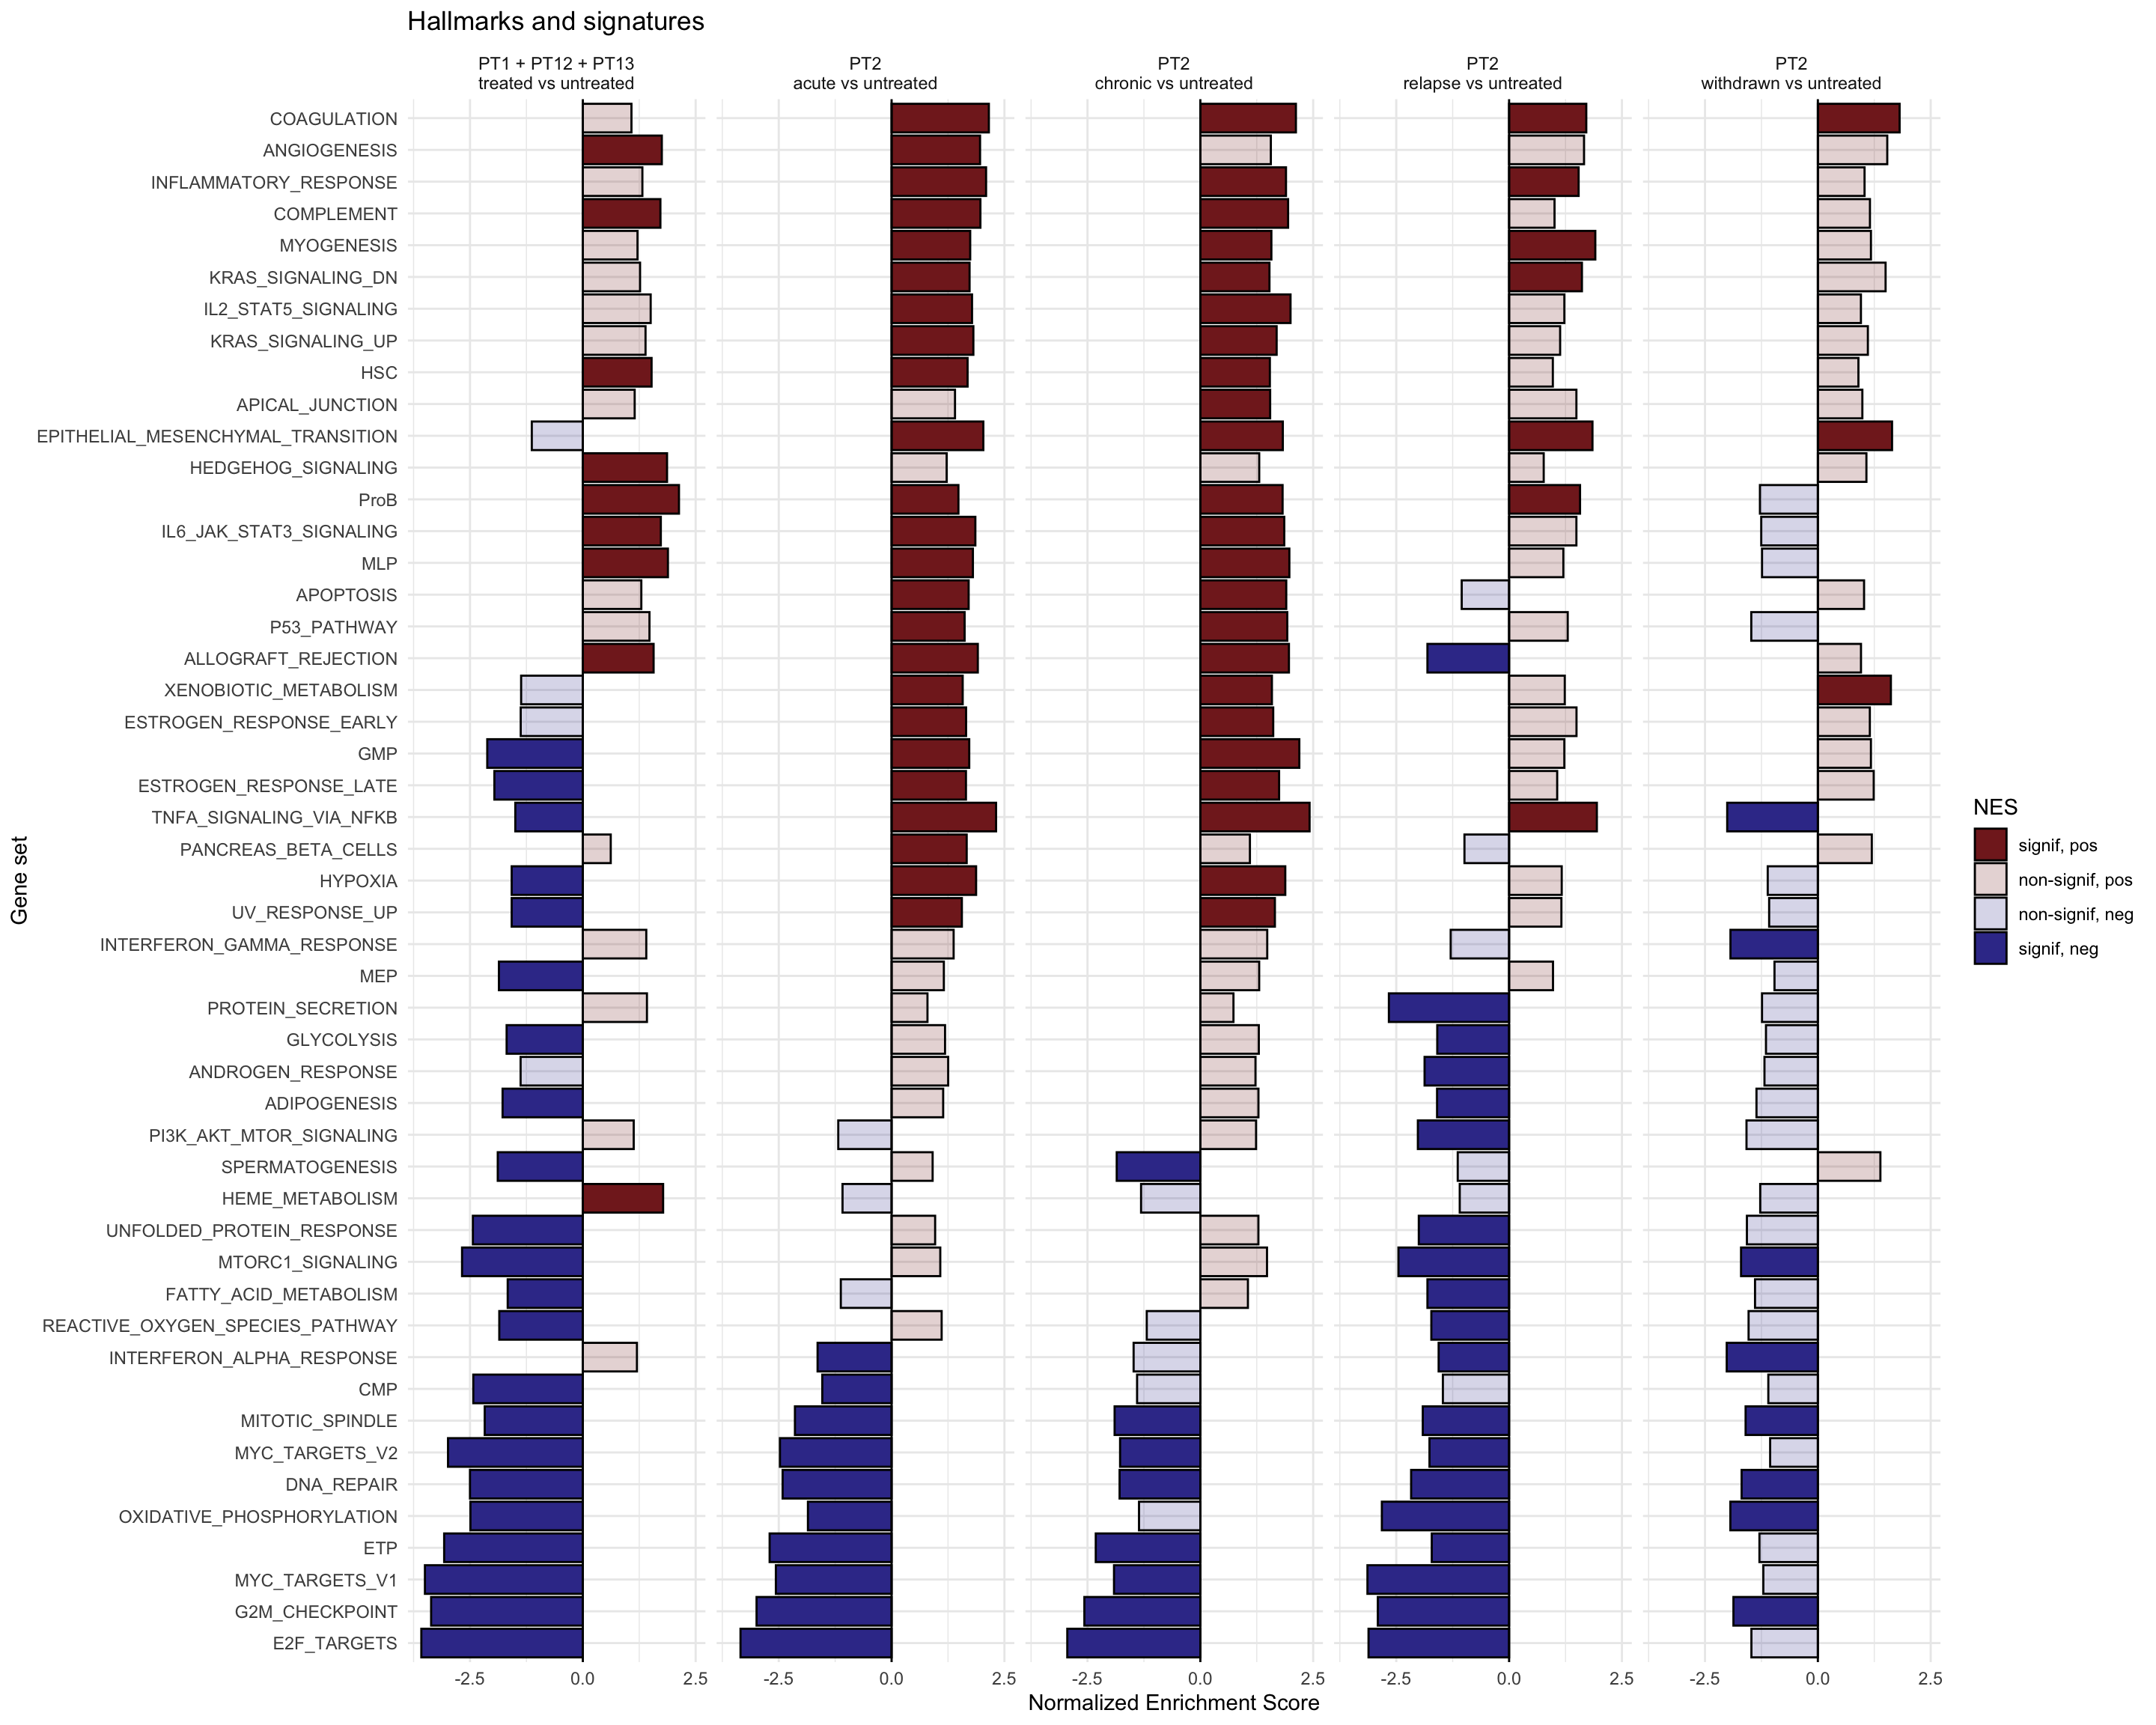 Hallmarks and signatures
PT1 + PT12 + PT13
treated vs untreated
PT2
acute vs untreated
PT2
chronic vs untreated
PT2
relapse vs untreated
PT2
withdrawn vs untreated
Gene set
COAGULATION
ANGIOGENESIS
INFLAMMATORY_RESPONSE
COMPLEMENT
MYOGENESIS
KRAS_SIGNALING_DN
IL2_STAT5_SIGNALING
KRAS_SIGNALING_UP
HSC
APICAL_JUNCTION
EPITHELIAL_MESENCHYMAL_TRANSITION
HEDGEHOG_SIGNALING
ProB
IL6_JAK_STAT3_SIGNALING
MLP
APOPTOSIS
P53_PATHWAY
ALLOGRAFT_REJECTION
XENOBIOTIC_METABOLISM
ESTROGEN_RESPONSE_EARLY
GMP
ESTROGEN_RESPONSE_LATE
TNFA_SIGNALING_VIA_NFKB
PANCREAS_BETA_CELLS
HYPOXIA
UV_RESPONSE_UP
INTERFERON_GAMMA_RESPONSE
MEP
PROTEIN_SECRETION
GLYCOLYSIS
ANDROGEN_RESPONSE
ADIPOGENESIS
PI3K_AKT_MTOR_SIGNALING
SPERMATOGENESIS
HEME_METABOLISM
UNFOLDED_PROTEIN_RESPONSE
MTORC1_SIGNALING
FATTY_ACID_METABOLISM
REACTIVE_OXYGEN_SPECIES_PATHWAY
INTERFERON_ALPHA_RESPONSE
CMP
MITOTIC_SPINDLE
MYC_TARGETS_V2
DNA_REPAIR
OXIDATIVE_PHOSPHORYLATION
ETP
MYC_TARGETS_V1
G2M_CHECKPOINT
E2F_TARGETS
-2.5 0.0 2.5 -2.5 0.0 2.5 -2.5 0.0 2.5 -2.5 0.0 2.5 -2.5 0.0 2.5
Normalized Enrichment Score
NES
signif, pos
non-signif, pos
non-signif, neg
signif, neg